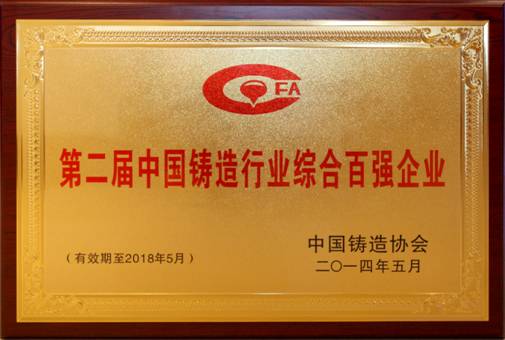 CFA
第二届中国铸造行业综合百强企业
中国铸造协会
(有效期至2018年5月)
二〇一四年五月